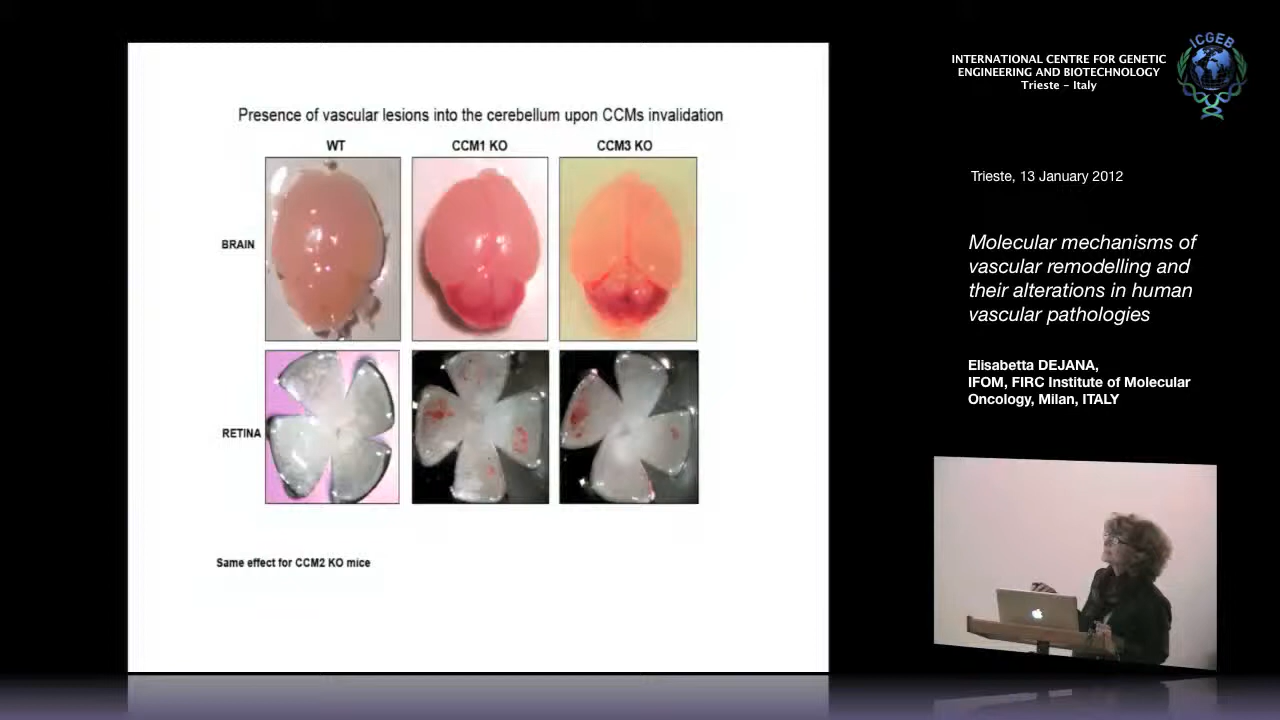 Presence of vascular lesions into the cerebellum upon CCMs invalidation
WT
CCM1 KO
CCM3 KO
BRAIN
RETINA
Same effect for CCM2 KO mice
INTERNATIONAL CENTRE FOR GENETIC
ENGINEERING AND BIOTECHNOLOGY
Trieste - Italy
ICGEB
Trieste, 13 January 2012
Molecular mechanisms of
vascular remodelling and
their alterations in human
vascular pathologies
Elisabetta DEJANA,
IFOM, FIRC Institute of Molecular
Oncology, Milan, ITALY